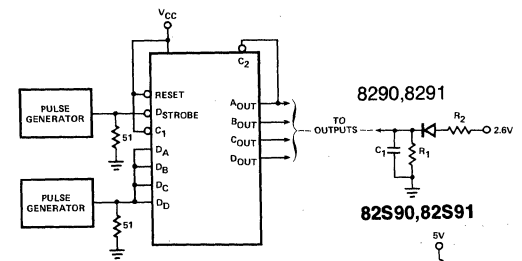 VCC
C2
RESET
PULSE
GENERATOR
DSTROBE
51
C1
AOUT
BOUT
COUT
DOUT
TO
OUTPUTS
8290,8291
R2
2.6V
C1
R1
DA
DB
DC
DD
PULSE
GENERATOR
51
82S90,82S91
5V